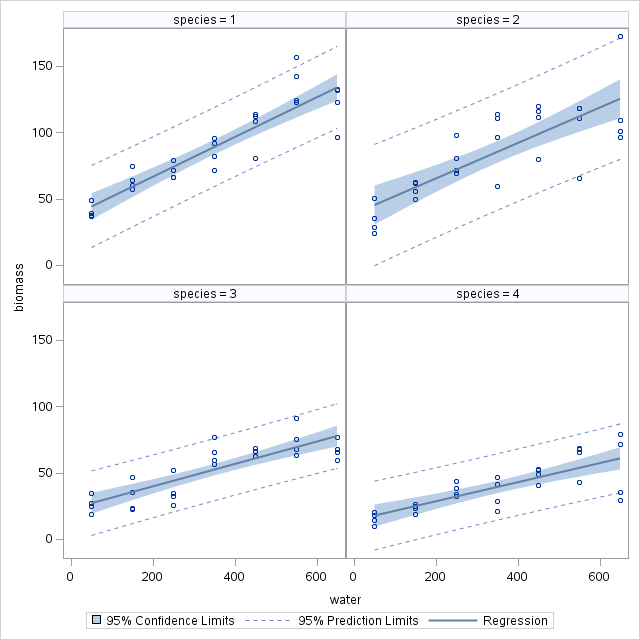 species = 1
species = 2
150
100
50
0
biomass
species = 3
species = 4
150
100
50
0
0
200
400
600
0
200
400
600
water
95% Confidence Limits
95% Prediction Limits
Regression